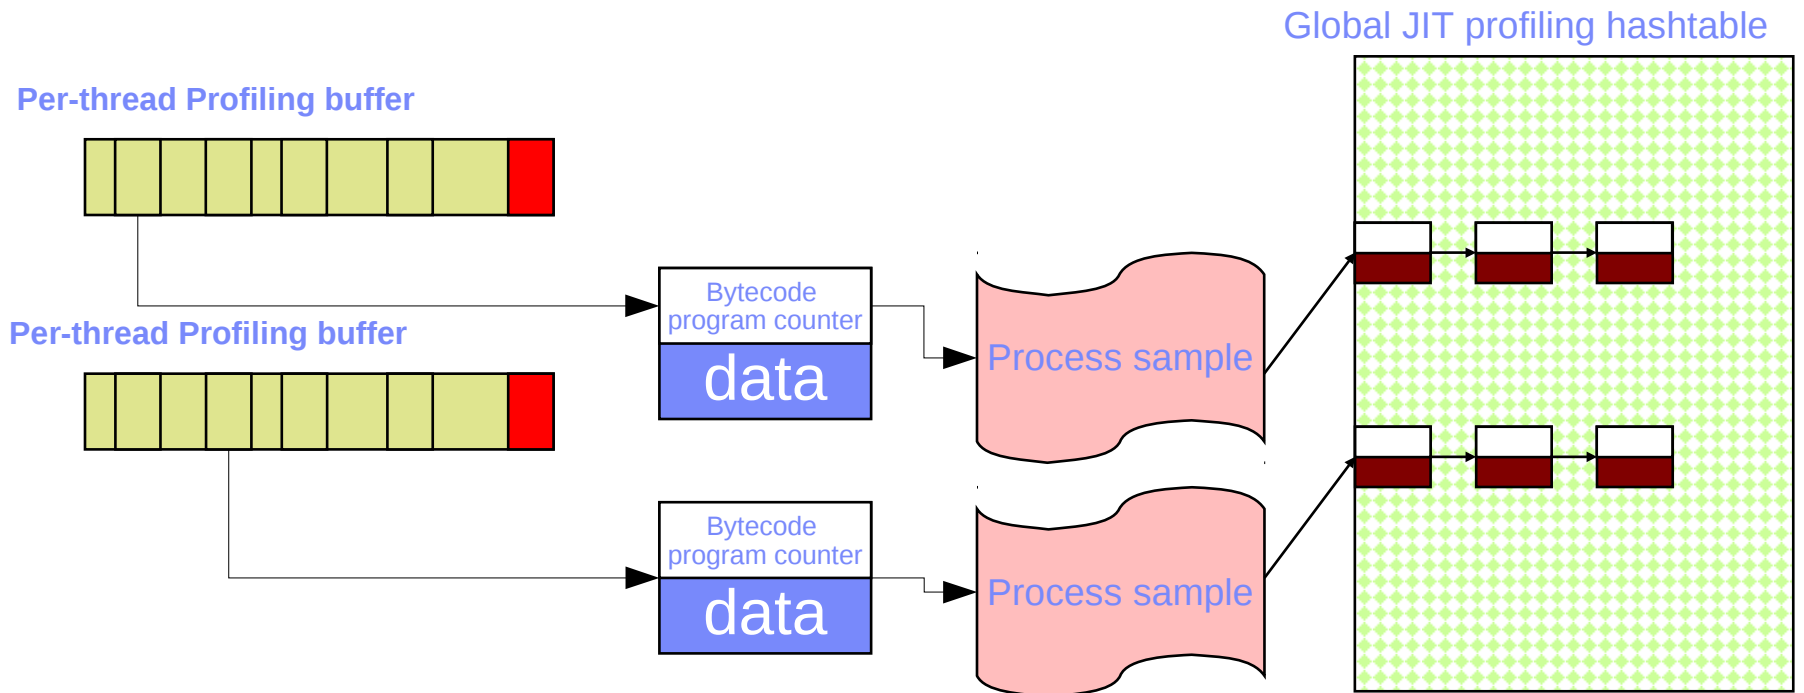 Global JIT profiling hashtable
Per-thread Profiling buffer
Bytecode
program counter
data
Process sample
Per-thread Profiling buffer
Bytecode
program counter
data
Process sample